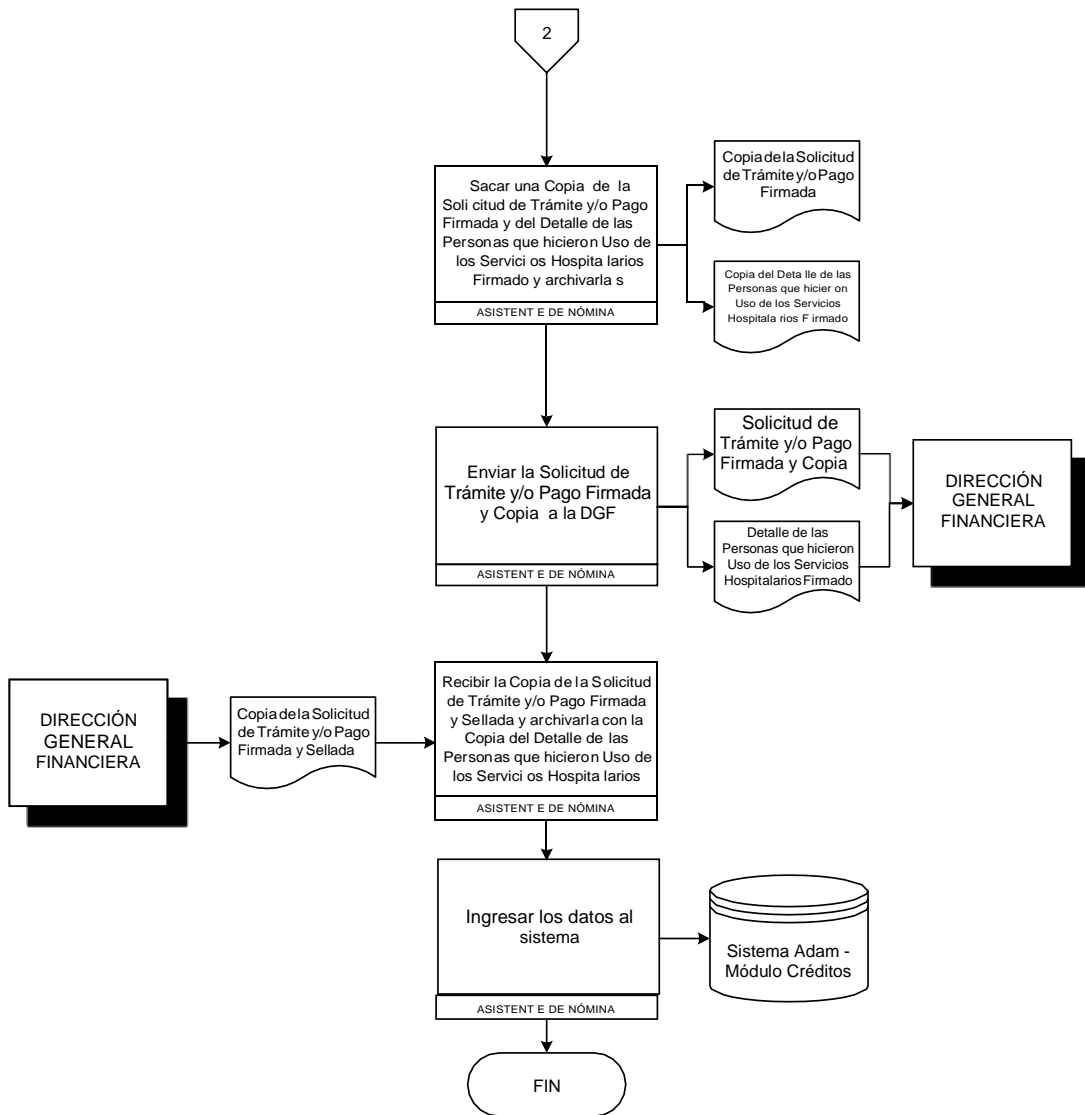 2
Sacar una Copia de la
Soli citud de Trámite y/o Pago
Firmada y del Detalle de las
Personas que hicieron Uso de
los Servici os Hospita larios
Firmado y archivarla s
ASISTENT E DE NÓMINA
Copia de la Solicitud
de Trámite y/o Pago
Firmada
Copia del Deta lle de las
Personas que hicier on
Uso de los Servicios
Hospitala rios F irmado
Enviar la Solicitud de
Trámite y/o Pago Firmada
y Copia a la DGF
ASISTENT E DE NÓMINA
Solicitud de
Trámite y/o Pago
Firmada y Copia
Detalle de las
Personas que hicieron
Uso de los Servicios
Hospitalarios Firmado
DIRECCIÓN
GENERAL
FINANCIERA
DIRECCIÓN
GENERAL
FINANCIERA
Copia de la Solicitud
de Trámite y/o Pago
Firmada y Sellada
Recibir la Copia de la Solicitud
de Trámite y/o Pago Firmada
y Sellada y archivarla con la
Copia del Detalle de las
Personas que hicieron Uso de
los Servici os Hospita larios
ASISTENT E DE NÓMINA
Ingresar los datos al
sistema
ASISTENT E DE NÓMINA
Sistema Adam -
Módulo Créditos
FIN